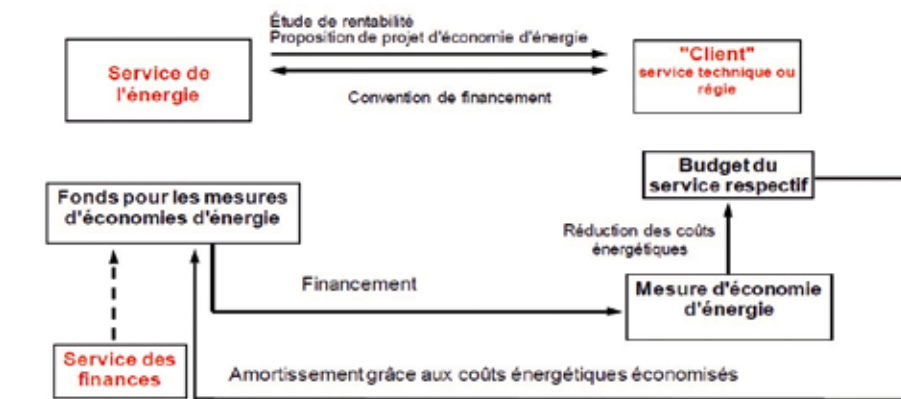 Étude de rentabilité
Proposition de projet d'économie d'énergie
Service de
l'énergie
"Client"
service technique ou
régie
Convention de financement
Budget du
service respectif
Fonds pour les mesures
d'économies d'énergie
Réduction des coûts
énergétiques
Financement
Mesure d'économie
d'énergie
Service des
finances
Amortissement grâce aux coûts énergétiques économisés